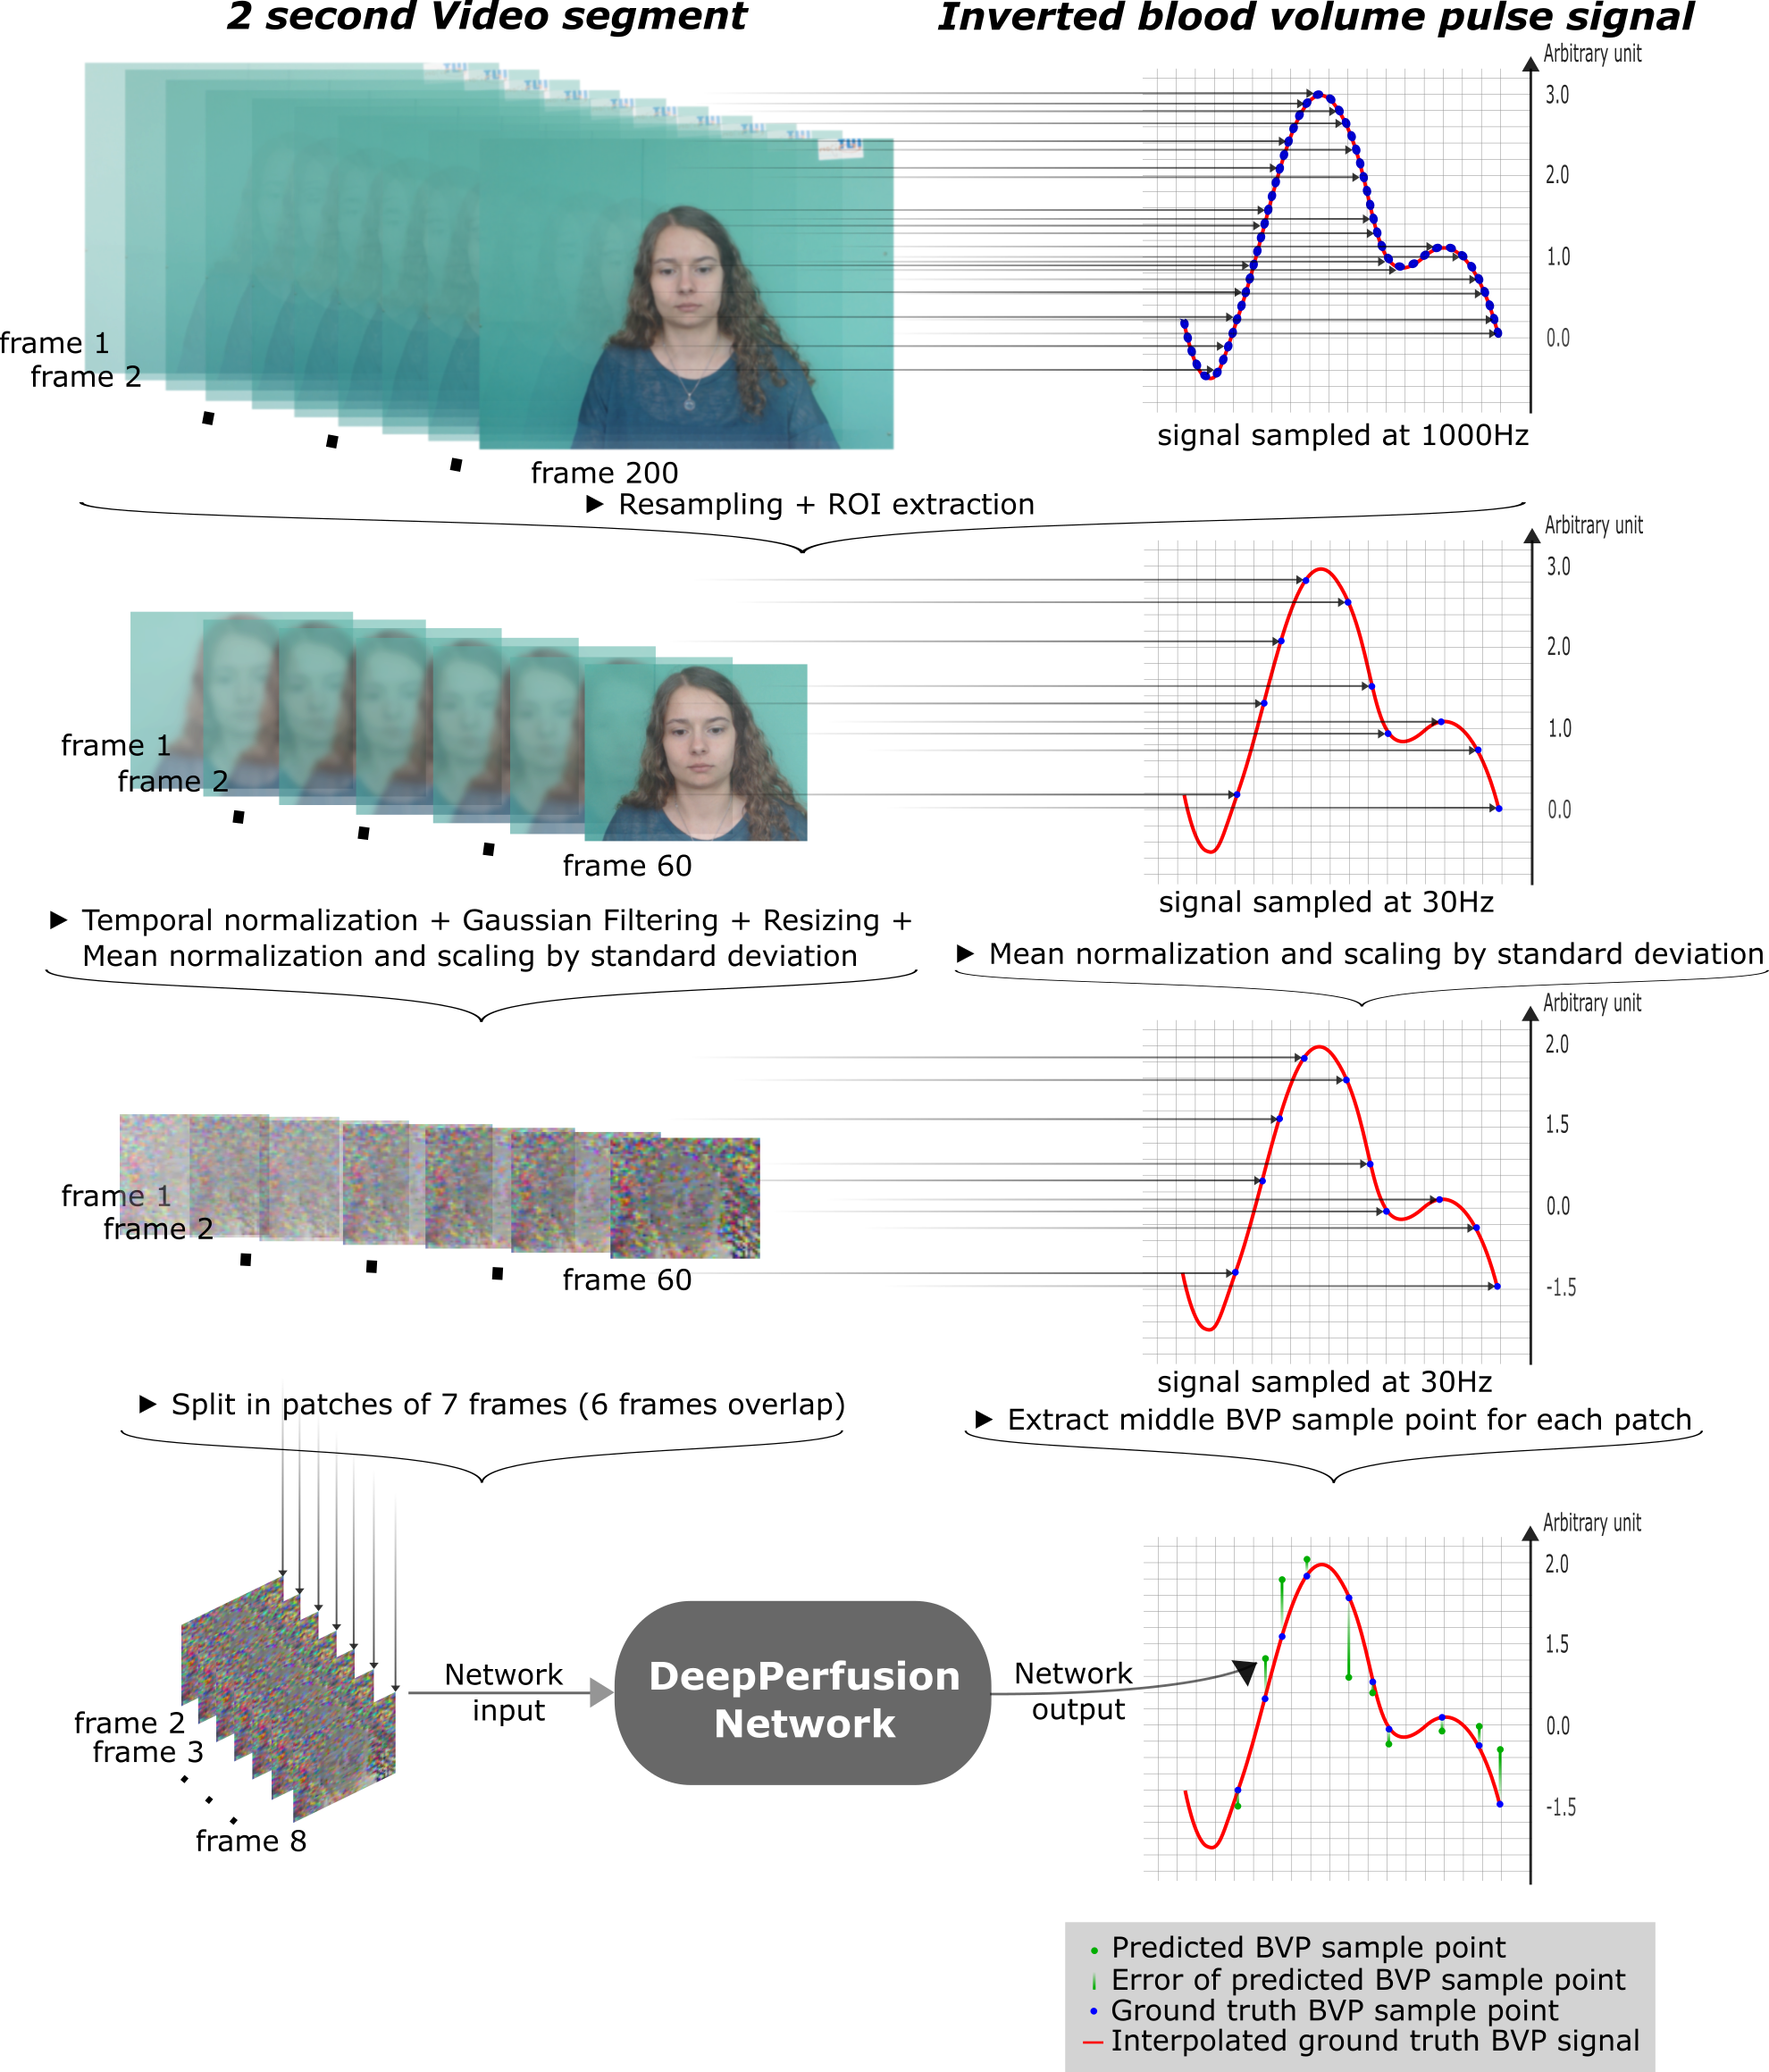 2 second Video segment
Inverted blood volume pulse signal
Arbitrary unit
3.0
2.0
1.0
0.0
TUI
frame 1
frame 2
frame 200
signal sampled at 1000Hz
► Resampling + ROI extraction
Arbitrary unit
3.0
2.0
1.0
0.0
frame 1
frame 2
frame 60
signal sampled at 30Hz
► Temporal normalization + Gaussian Filtering + Resizing +
Mean normalization and scaling by standard deviation
► Mean normalization and scaling by standard deviation
Arbitrary unit
2.0
1.5
0.0
-1.5
frame 1
frame 2
frame 60
signal sampled at 30Hz
► Split in patches of 7 frames (6 frames overlap)
► Extract middle BVP sample point for each patch
Arbitrary unit
2.0
1.5
0.0
-1.5
frame 2
frame 3
frame 8
Network
input
DeepPerfusion
Network
Network
output
Predicted BVP sample point
Error of predicted BVP sample point
Ground truth BVP sample point
Interpolated ground truth BVP signal